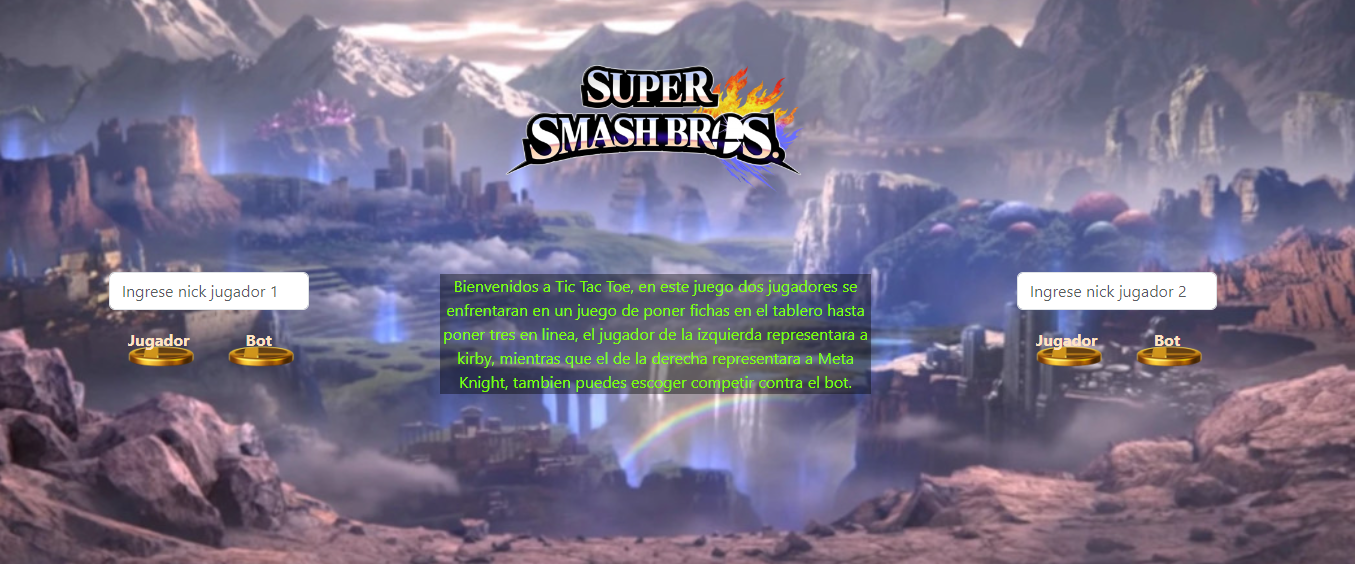 SUPER
SMASH BROS.
Ingrese nick jugador 1
Jugador Bot
Bienvenidos a Tic Tac Toe, en este juego dos jugadores se
enfrentaran en un juego de poner fichas en el tablero hasta
poner tres en linea, el jugador de la izquierda representara a
kirby, mientras que el de la derecha representara a Meta
Knight, tambien puedes escoger competir contra el bot.
Ingrese nick jugador 2
Jugador Bot